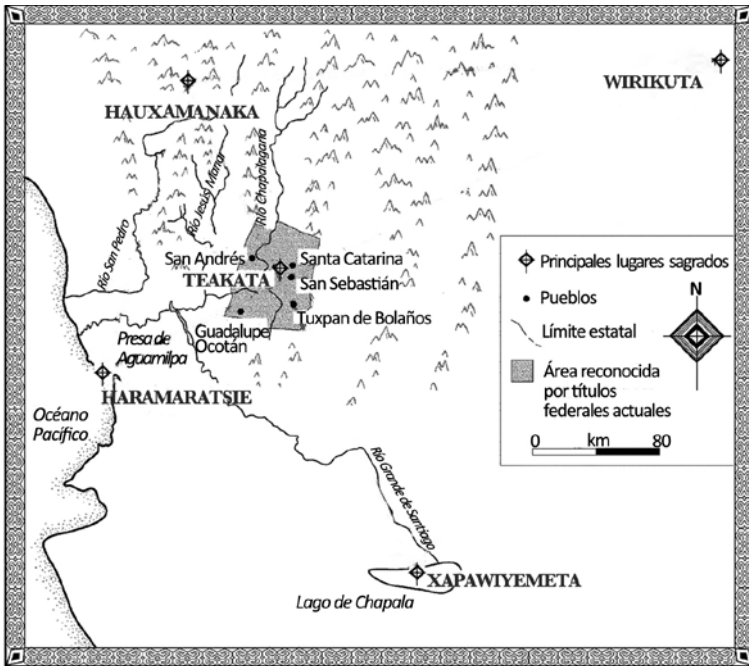 WIRIKUTA
HAUXAMANAKA
Río Chapalagana
Río Jesús María
Río San Pedro
San Andrés
Santa Catarina
TEAKATA
San Sebastián
Tuxpan de Bolaños
Guadalupe
Ocotán
Presa de
Aguamilpa
HARAMARATSIE
Océano
Pacífico
Río Grande de Santiago
XAPAWIYEMETA
Lago de Chapala
Principales lugares sagrados
Pueblos
N
Límite estatal
Área reconocida
por títulos
federales actuales
0 km 80